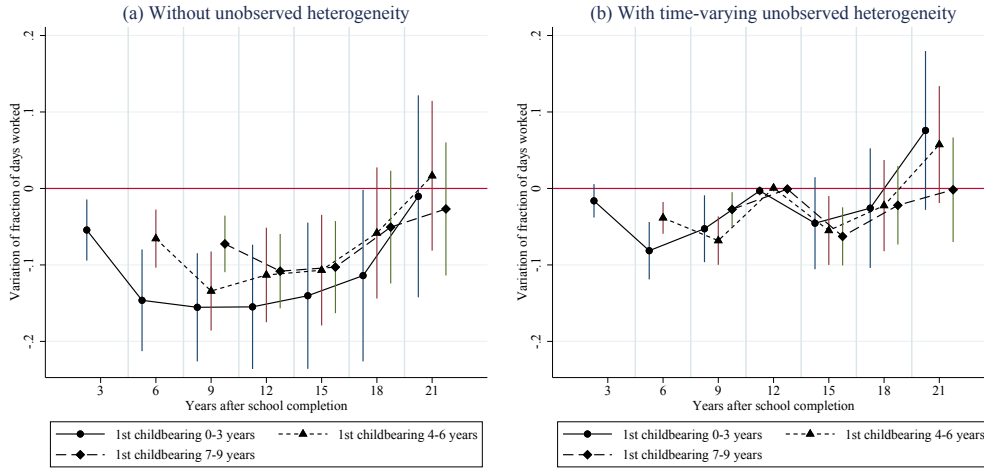 (a) Without unobserved heterogeneity
.2
.1
0
-.1
-.2
Variation of fraction of days worked
3 6 9 12 15 18 21
Years after school completion
1st childbearing 0-3 years
1st childbearing 4-6 years
1st childbearing 7-9 years
(b) With time-varying unobserved heterogeneity
.2
.1
0
-.1
-.2
Variation of fraction of days worked
3 6 9 12 15 18 21
Years after school completion
1st childbearing 0-3 years
1st childbearing 4-6 years
1st childbearing 7-9 years